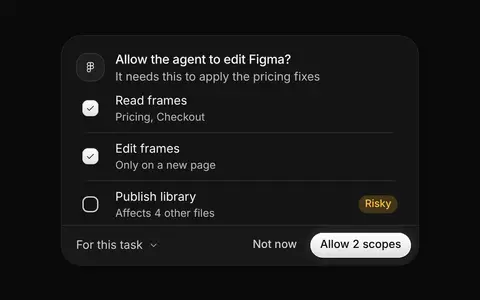 Allow the agent to edit Figma?
It needs this to apply the pricing fixes
Read frames
Pricing, Checkout
Edit frames
Only on a new page
Publish library
Affects 4 other files
Risky
For this task
Not now
Allow 2 scopes